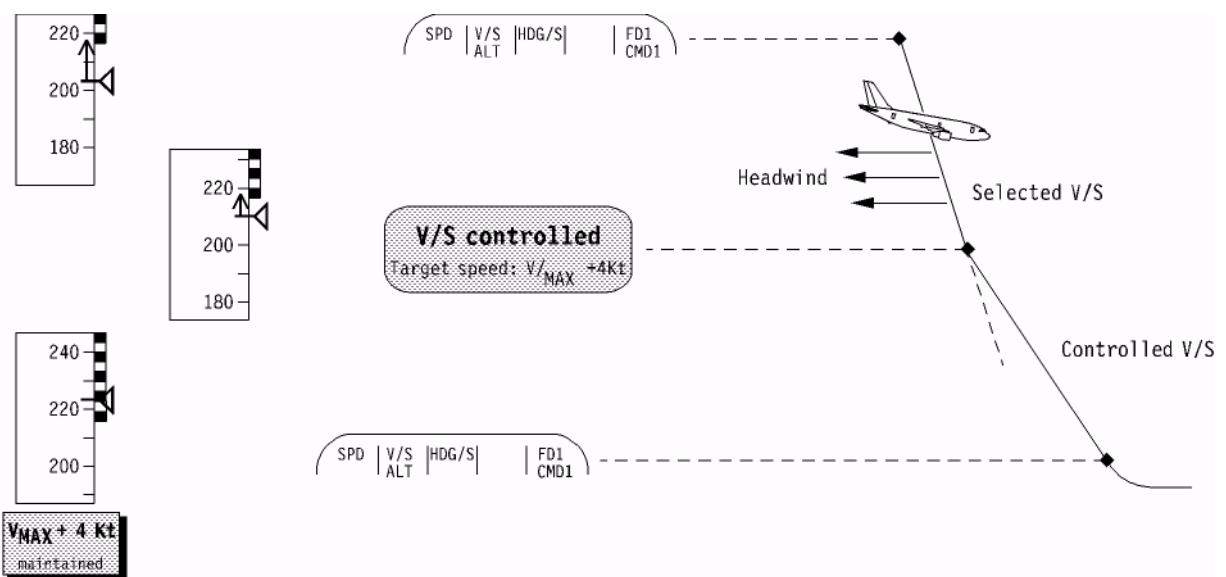 220
200
180
SPD V/S HDG/S FD1
ALT CMD1
220
200
180
Headwind
Selected V/S
V/S controlled
Target speed: V/MAX +4Kt
Controlled V/S
240
220
200
SPD V/S HDG/S FD1
ALT CMD1
VMAX + 4 Kt
maintained